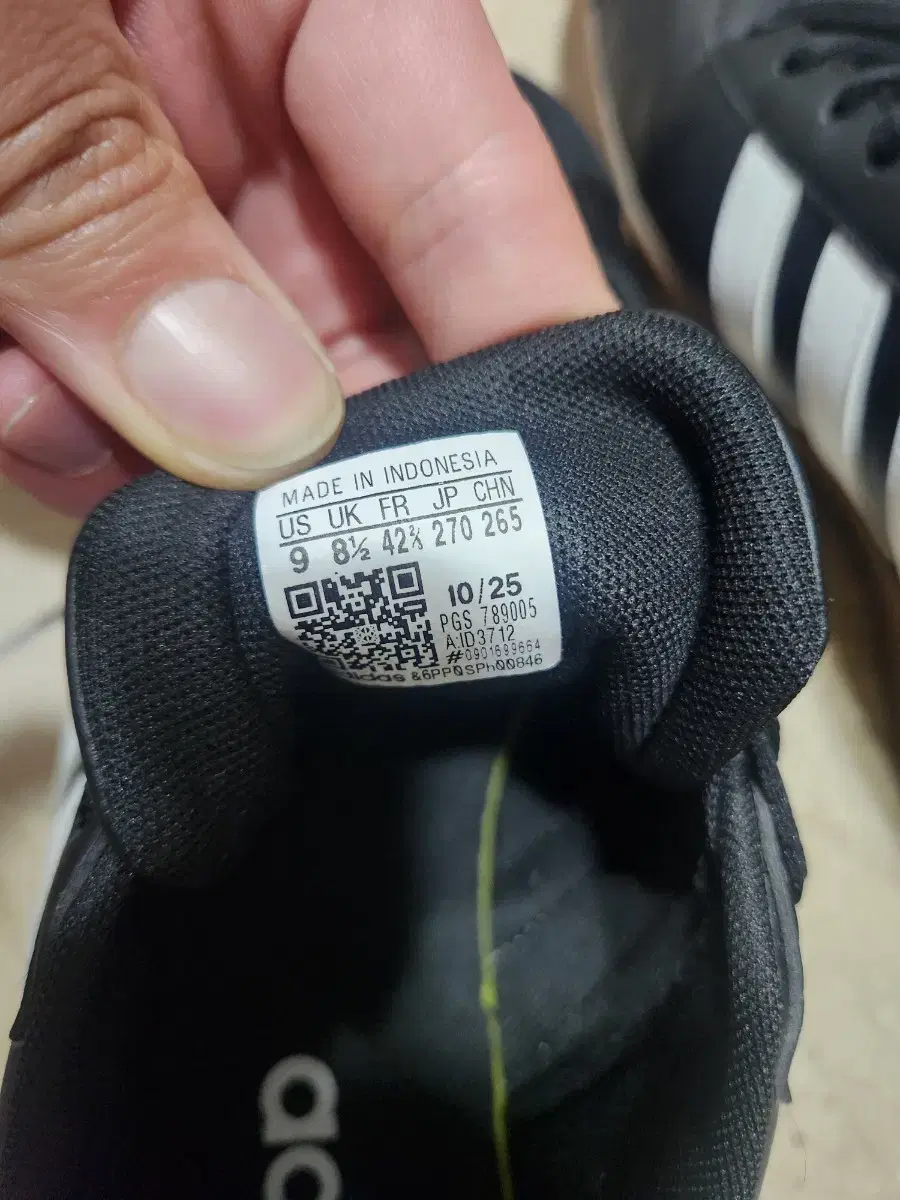 MADE IN INDONESIA
US UK FR JP CHN
9 8½ 42⅔ 270 265
10/25
PGS 789005
A:ID3712
#0901699664
adidas &6PP0SPh00846